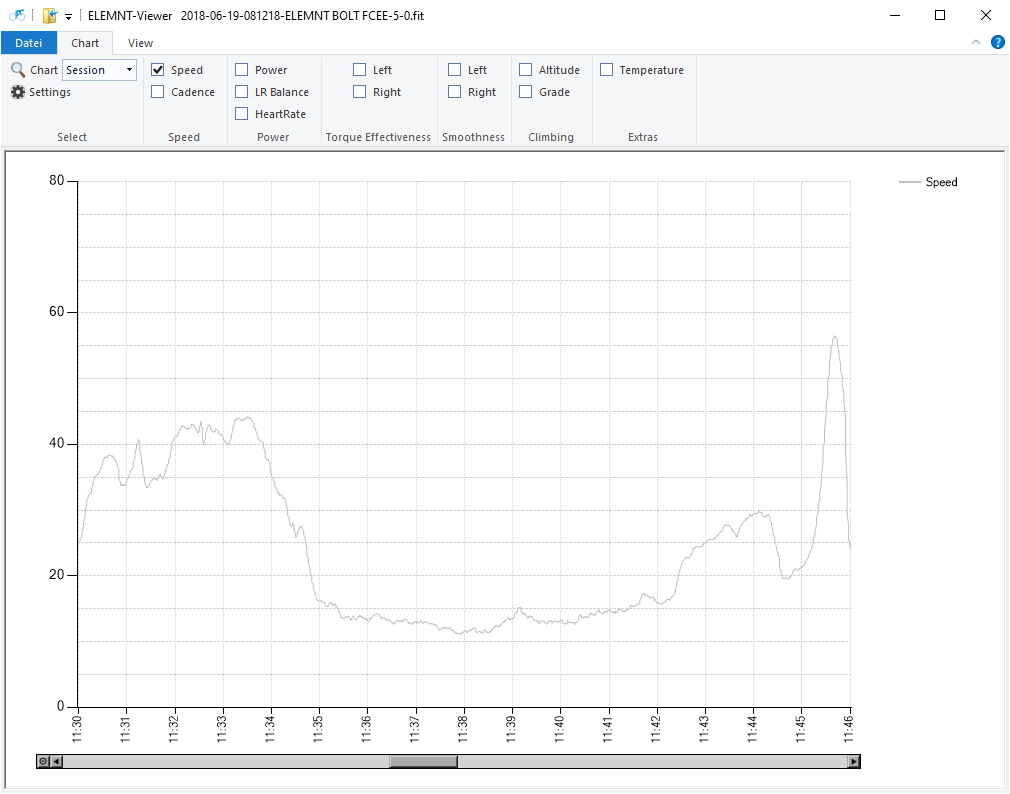 ELEMNT-Viewer 2018-06-19-081218-ELEMNT BOLT FCEE-5-0.fit
Datei Chart View ?
Chart Session Speed Power Left Left Altitude Temperature
Settings Cadence LR Balance Right Right Grade
HeartRate
Select Speed Power Torque Effectiveness Smoothness Climbing Extras
80
Speed
60
40
20
0
11:30 11:31 11:32 11:33 11:34 11:35 11:36 11:37 11:38 11:39 11:40 11:41 11:42 11:43 11:44 11:45 11:46